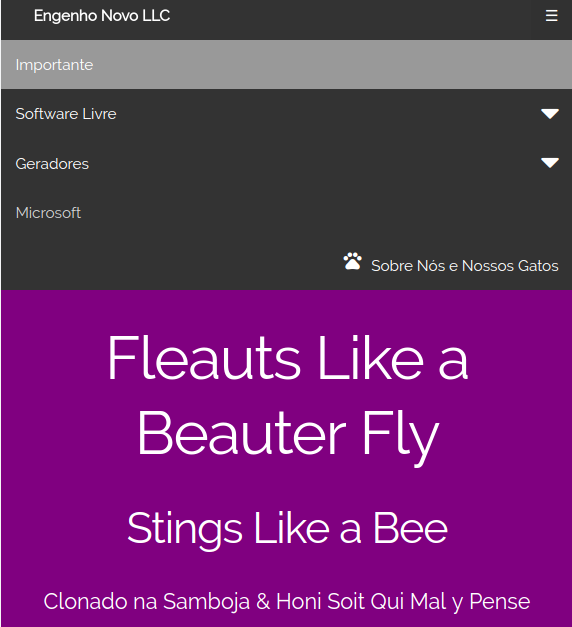 Engenho Novo LLC ☰
Importante
Software Livre
Geradores
Microsoft
Sobre Nós e Nossos Gatos
Fleauts Like a
Beauter Fly
Stings Like a Bee
Clonado na Samboja & Honi Soit Qui Mal y Pense